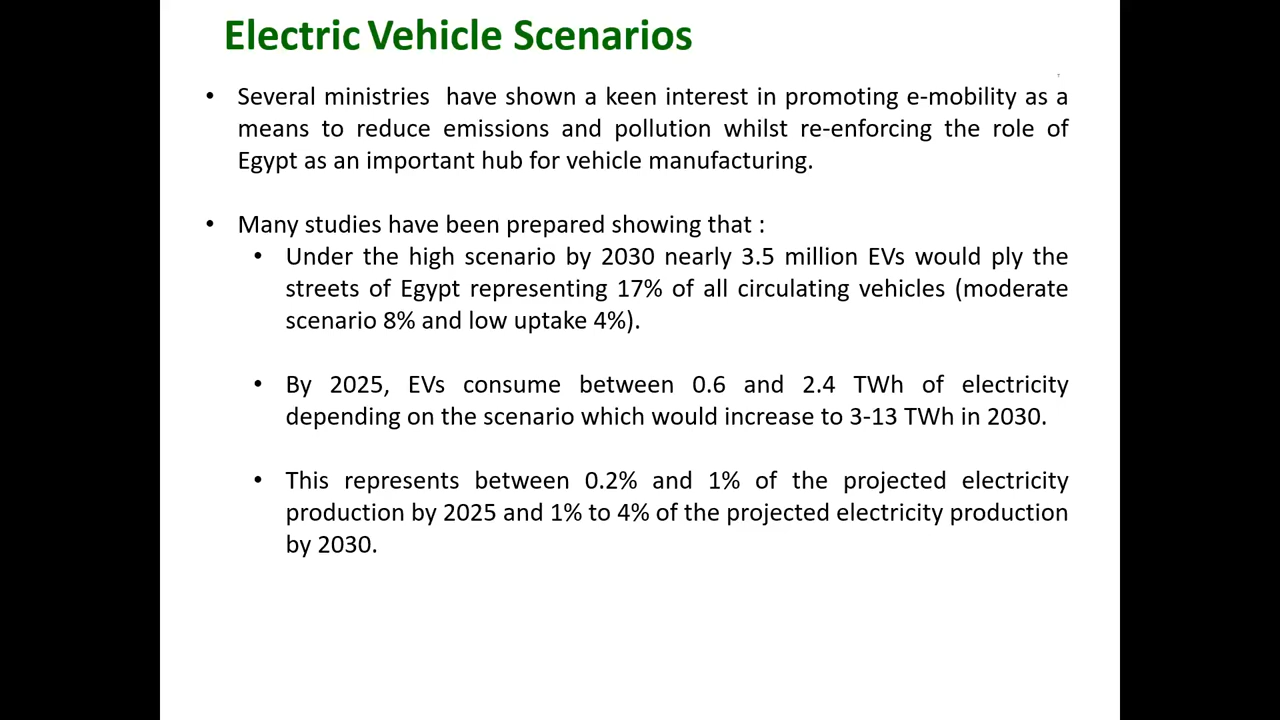 Electric Vehicle Scenarios
• Several ministries have shown a keen interest in promoting e-mobility as a
means to reduce emissions and pollution whilst re-enforcing the role of
Egypt as an important hub for vehicle manufacturing.
• Many studies have been prepared showing that :
• Under the high scenario by 2030 nearly 3.5 million EVs would ply the
streets of Egypt representing 17% of all circulating vehicles (moderate
scenario 8% and low uptake 4%).
• By 2025, EVs consume between 0.6 and 2.4 TWh of electricity
depending on the scenario which would increase to 3-13 TWh in 2030.
• This represents between 0.2% and 1% of the projected electricity
production by 2025 and 1% to 4% of the projected electricity production
by 2030.